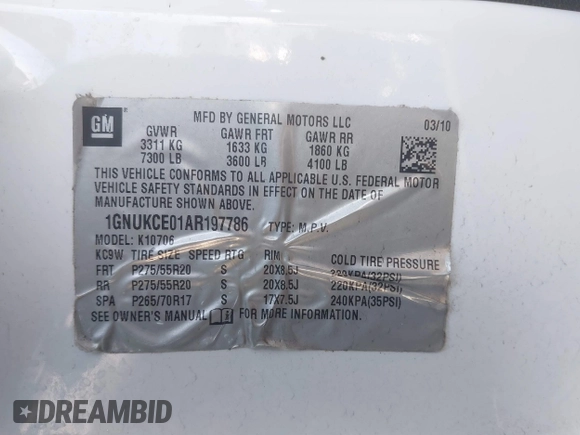 GM
MFD BY GENERAL MOTORS LLC
03/10
GVWR GAWR FRT GAWR RR
3311 KG 1633 KG 1860 KG
7300 LB 3600 LB 4100 LB
THIS VEHICLE CONFORMS TO ALL APPLICABLE U.S. FEDERAL MOTOR
VEHICLE SAFETY STANDARDS IN EFFECT ON THE DATE OF
MANUFACTURE SHOWN ABOVE.
1GNUKCE01AR197786 TYPE: M.P.V.
MODEL: K10706
KC9W TIRE SIZE SPEED RTG RIM COLD TIRE PRESSURE
FRT P275/55R20 S 20X8.5J 220KPA(32PSI)
RR P275/55R20 S 20X8.5J 220KPA(32PSI)
SPA P265/70R17 S 17X7.5J 240KPA(35PSI)
SEE OWNER'S MANUAL FOR MORE INFORMATION.
DREAMBID